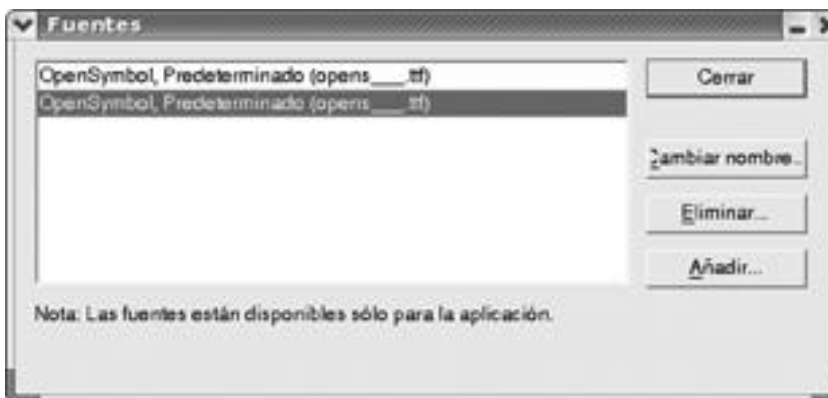 Fuentes
OpenSymbol, Predeterminado (opens___.ttf)
OpenSymbol, Predeterminado (opens___.ttf)
Cerrar
Cambiar nombre...
Eliminar...
Añadir...
Nota: Las fuentes están disponibles sólo para la aplicación.